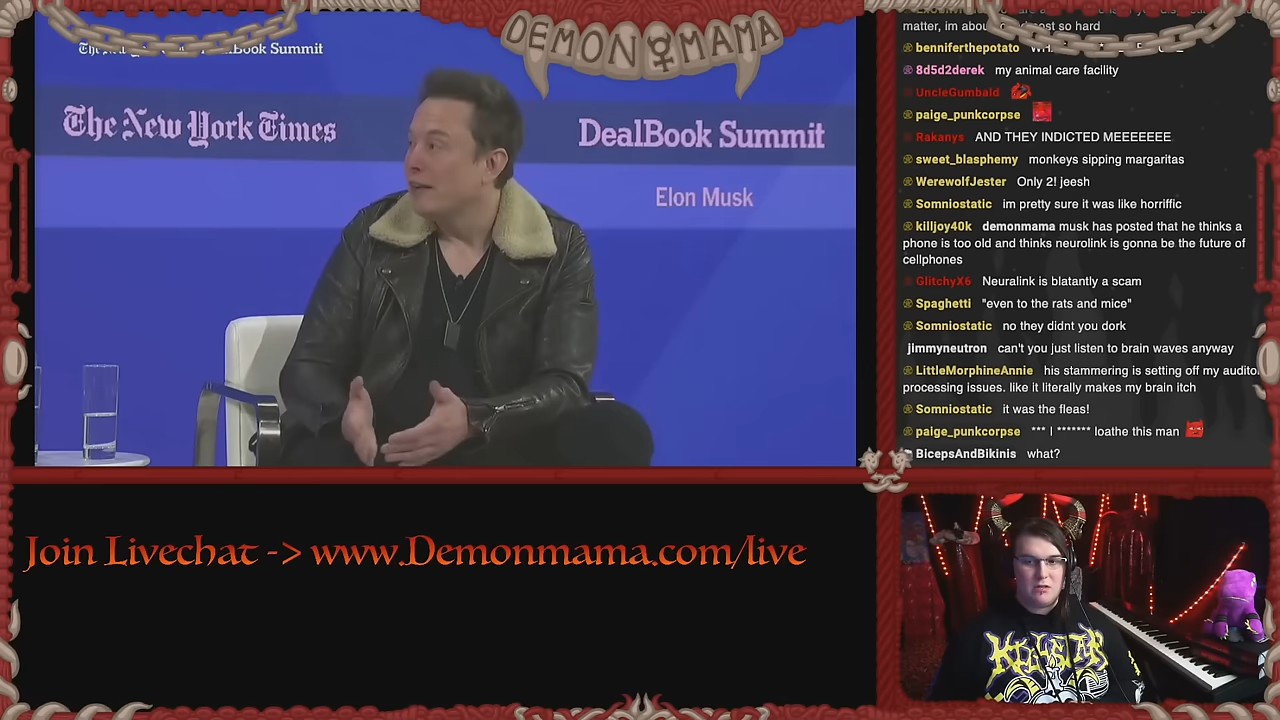 DealBook Summit
DEMON MAMA
The New York Times
DealBook Summit
Elon Musk
matter, im abou
benniferthepotato
8d5d2derek my animal care facility
UncleGumbald
paige_punkcorpse
Rakanys AND THEY INDICTED MEEEEEEE
sweet_blasphemy monkeys sipping margaritas
WerewolfJester Only 2! jeesh
Somniostatic im pretty sure it was like horriffic
killjoy40k demonmama musk has posted that he thinks a
phone is too old and thinks neurolink is gonna be the future of
cellphones
GlitchyX6 Neuralink is blatantly a scam
Spaghetti "even to the rats and mice"
Somniostatic no they didnt you dork
jimmyneutron can't you just listen to brain waves anyway
LittleMorphineAnnie his stammering is setting off my auditor
processing issues. like it literally makes my brain itch
Somniostatic it was the fleas!
paige_punkcorpse *** I ******* loathe this man
BicepsAndBikinis what?
Join Livechat -> www.Demonmama.com/live
KILLSTAR